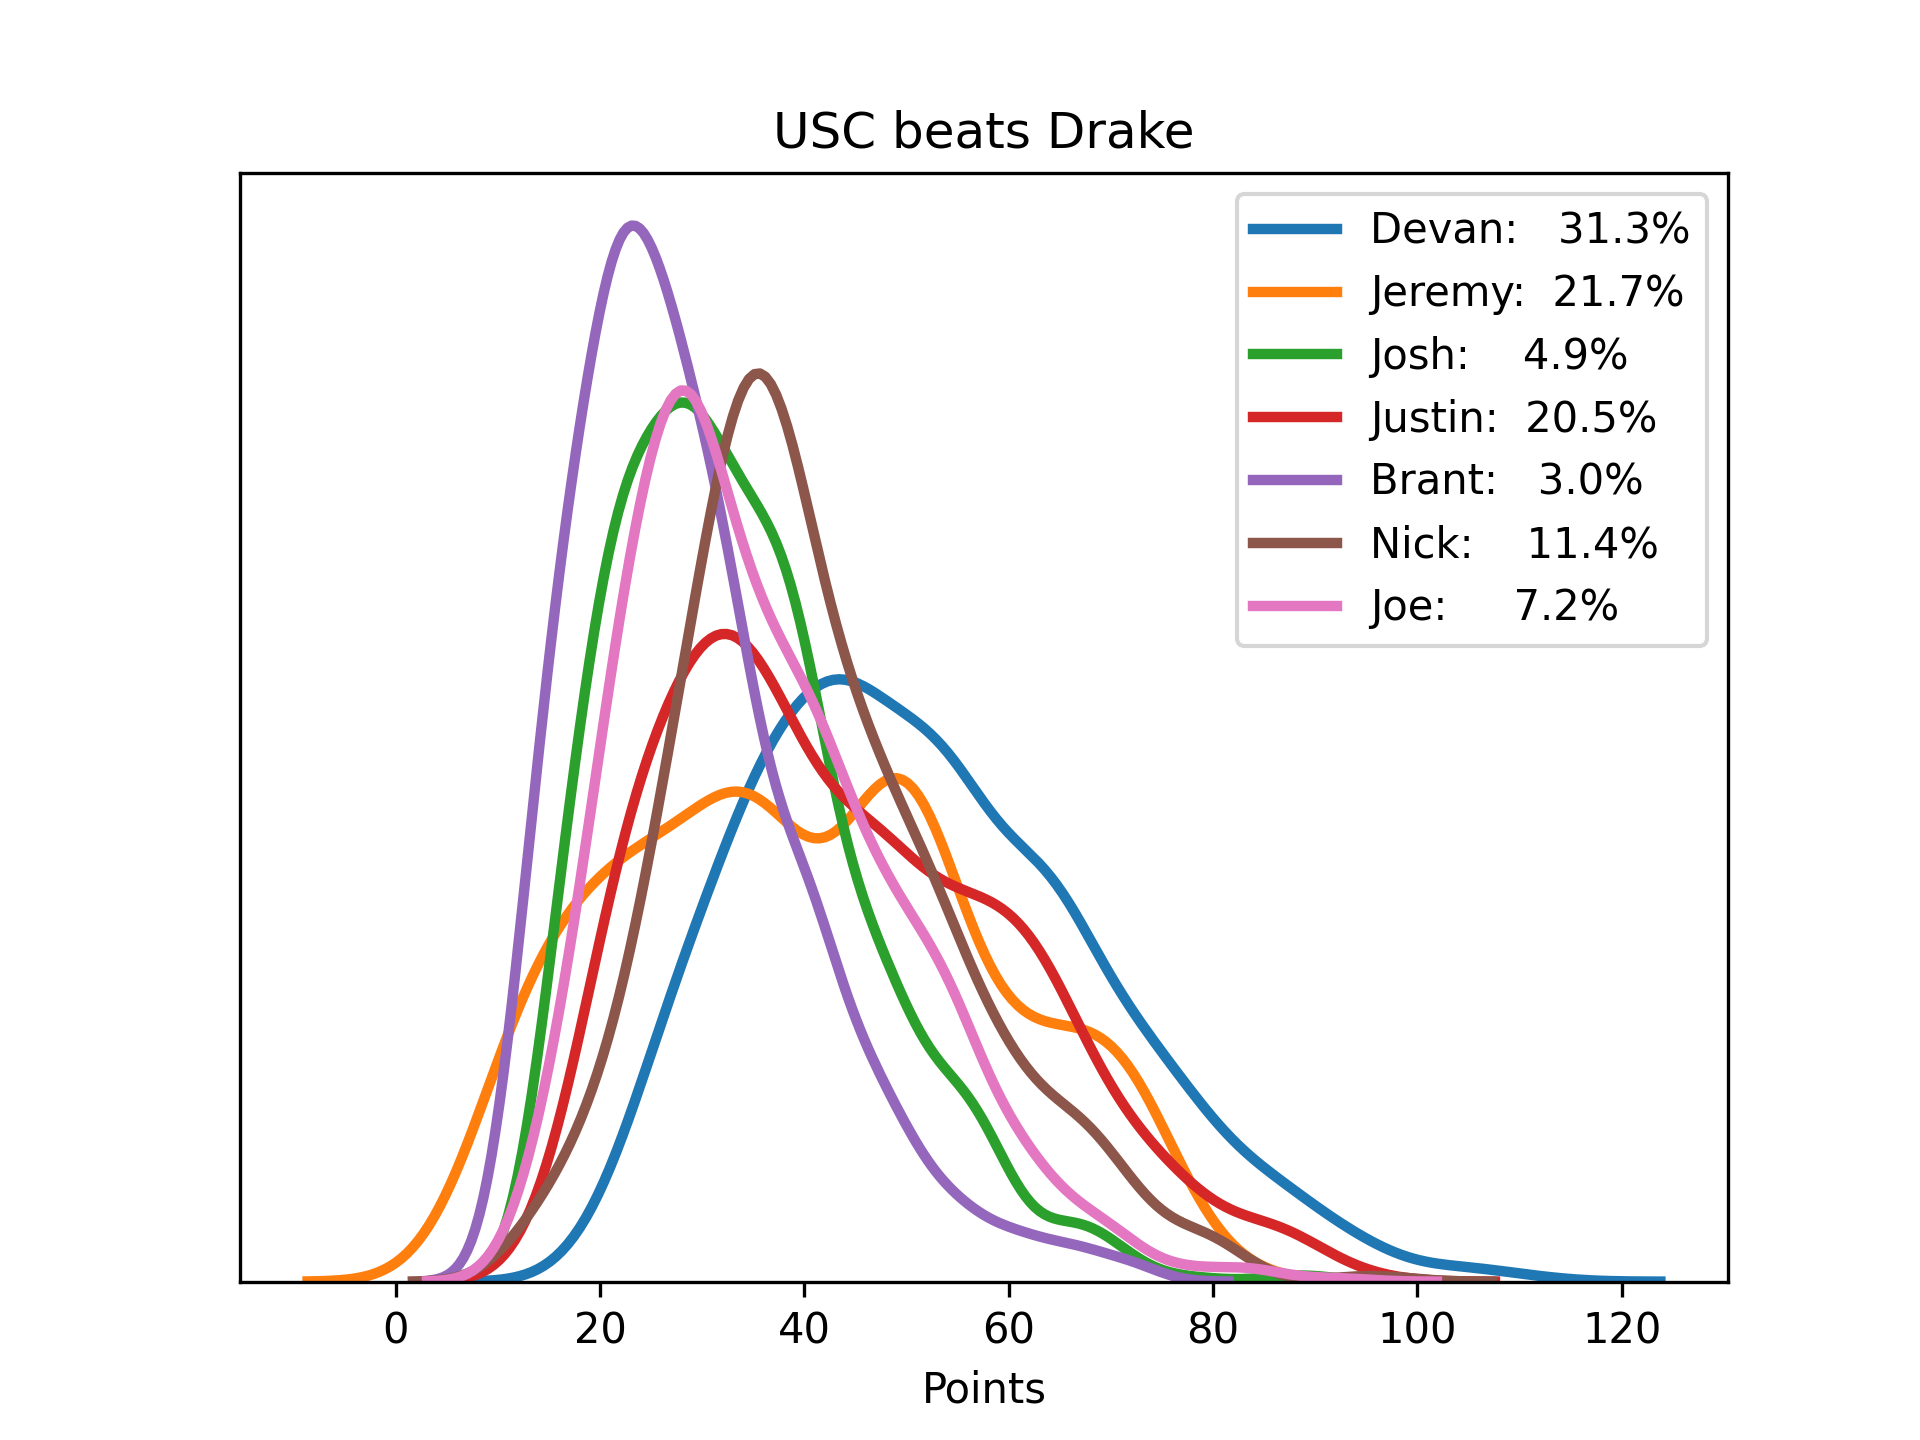 USC beats Drake
Devan: 31.3%
Jeremy: 21.7%
Josh: 4.9%
Justin: 20.5%
Brant: 3.0%
Nick: 11.4%
Joe: 7.2%
0 20 40 60 80 100 120
Points